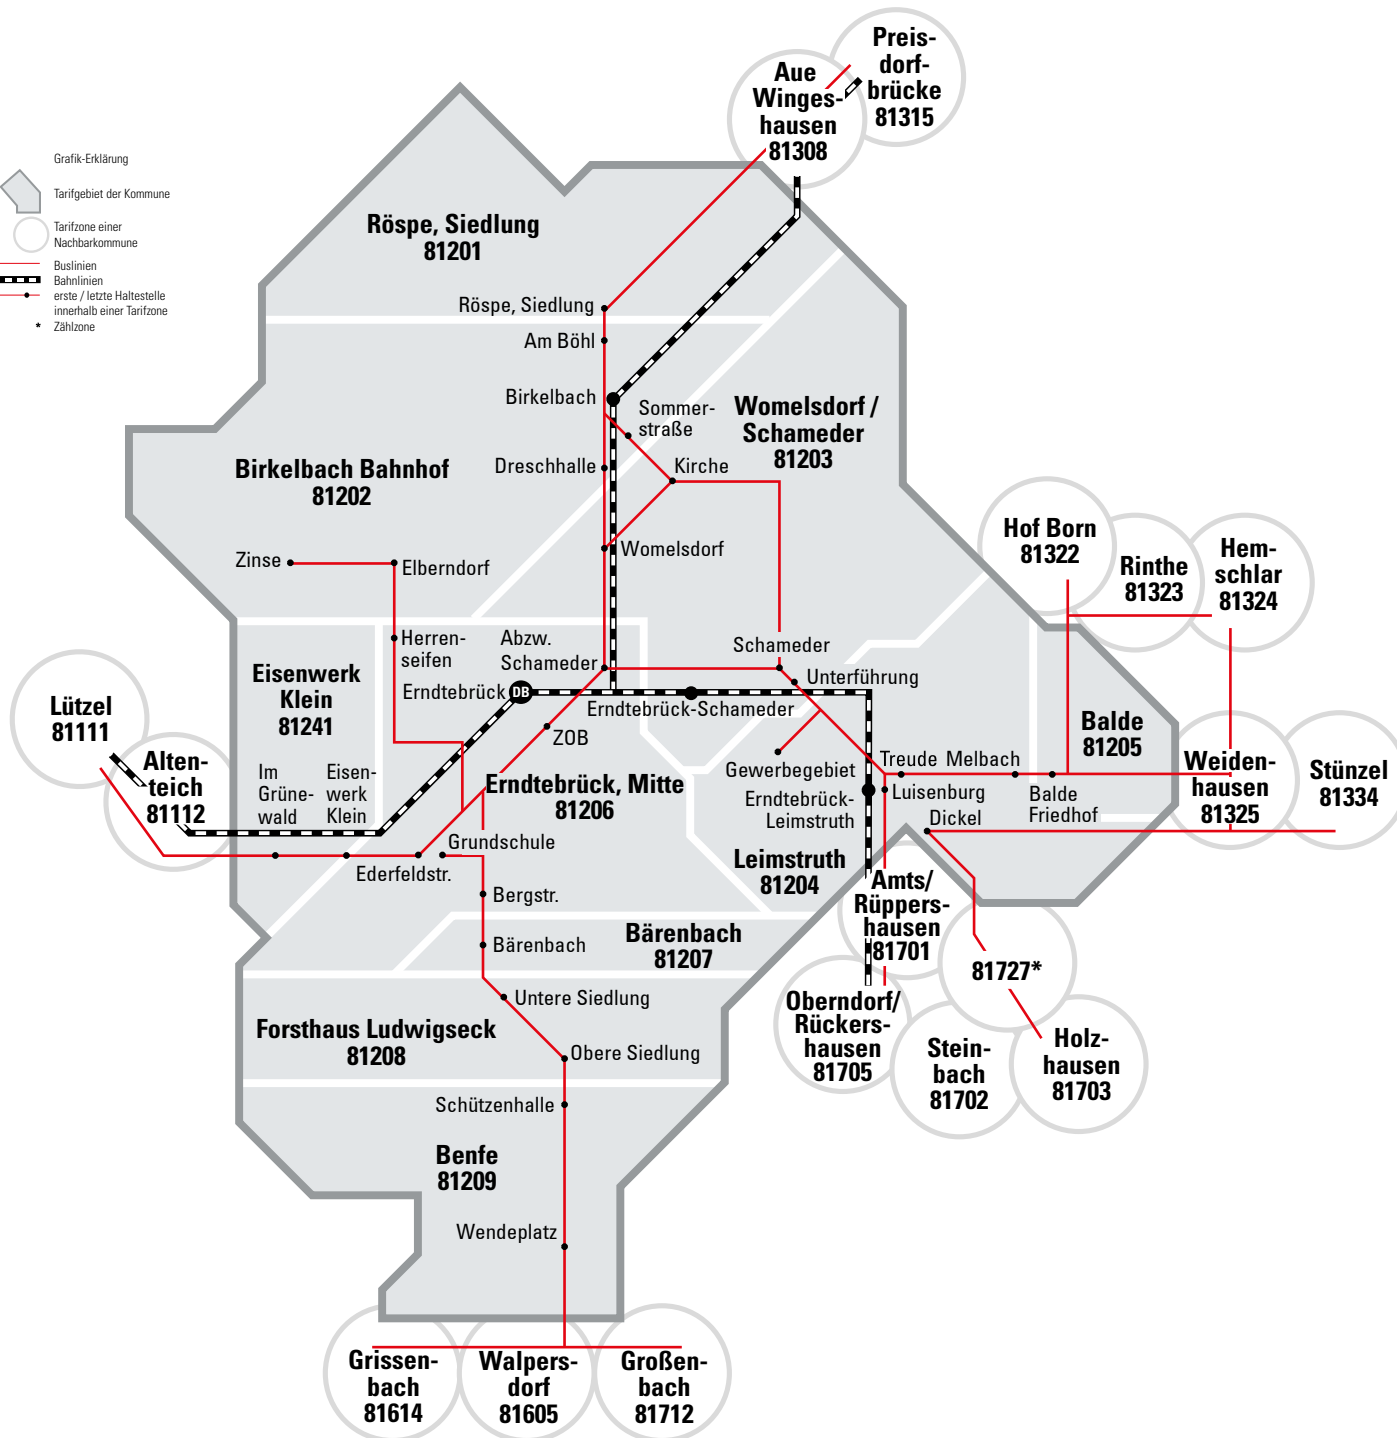 Preis-
dorf-
brücke
81315
Aue
Winges-
hausen
81308
Grafik-Erklärung
Tarifgebiet der Kommune
Tarifzone einer
Nachbarkommune
Buslinien
Bahnlinien
erste / letzte Haltestelle
innerhalb einer Tarifzone
* Zählzone
Röspe, Siedlung
81201
Röspe, Siedlung
Am Böhl
Birkelbach
Sommer-
straße
Womelsdorf /
Schameder
81203
Birkelbach Bahnhof
81202
Dreschhalle
Kirche
Womelsdorf
Zinse
Elberndorf
Hof Born
81322
Rinthe
81323
Hem-
schlar
81324
Herren-
seifen
Abzw.
Schameder
Schameder
Unterführung
Eisenwerk
Klein
81241
Erndtebrück
DB
Erndtebrück-Schameder
ZOB
Lützel
81111
Alten-
teich
81112
Im
Grüne-
wald
Eisen-
werk
Klein
Erndtebrück, Mitte
81206
Gewerbegebiet
Erndtebrück-
Leimstruth
Treude
Melbach
Luisenburg
Balde
81205
Balde
Friedhof
Dickel
Weiden-
hausen
81325
Stünzel
81334
Grundschule
Ederfeldstr.
Leimstruth
81204
Bergstr.
Amts/
Rüppers-
hausen
81701
Bärenbach
Bärenbach
81207
81727*
Untere Siedlung
Oberndorf/
Rückers-
hausen
81705
Forsthaus Ludwigseck
81208
Obere Siedlung
Stein-
bach
81702
Holz-
hausen
81703
Schützenhalle
Benfe
81209
Wendeplatz
Grissen-
bach
81614
Walpers-
dorf
81605
Großen-
bach
81712